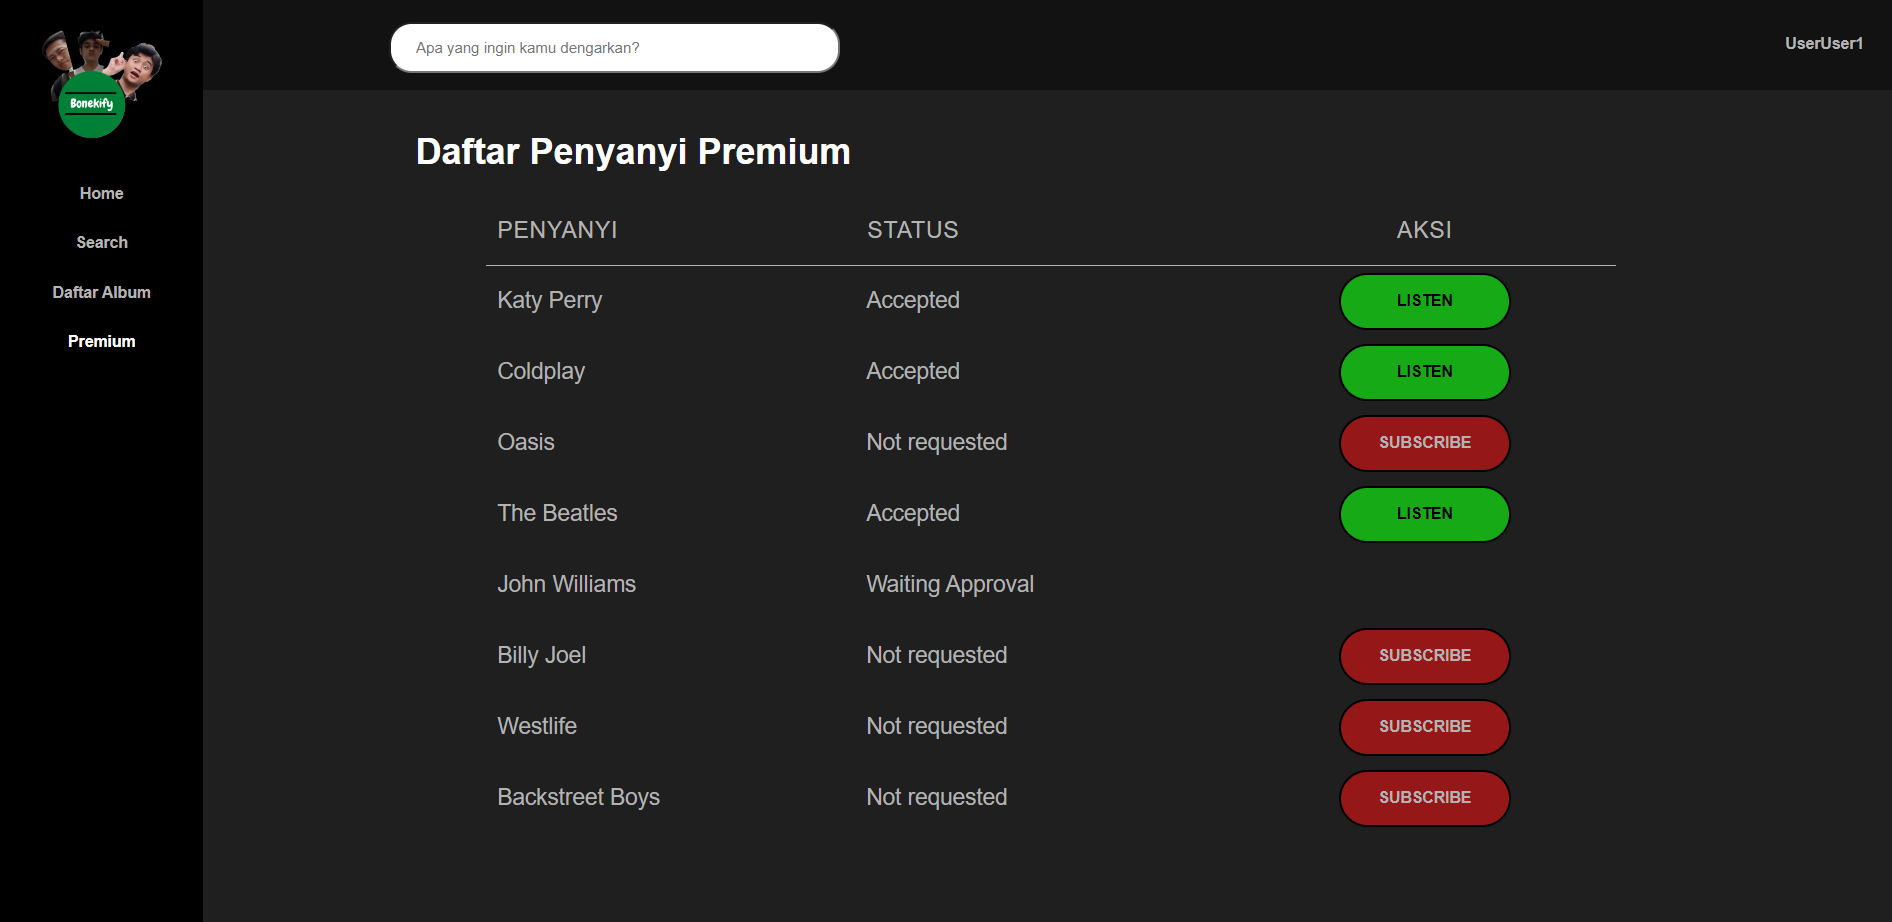 Bonekify
Home
Search
Daftar Album
Premium
Apa yang ingin kamu dengarkan?
UserUser1
Daftar Penyanyi Premium
PENYANYI STATUS AKSI
Katy Perry Accepted LISTEN
Coldplay Accepted LISTEN
Oasis Not requested SUBSCRIBE
The Beatles Accepted LISTEN
John Williams Waiting Approval
Billy Joel Not requested SUBSCRIBE
Westlife Not requested SUBSCRIBE
Backstreet Boys Not requested SUBSCRIBE